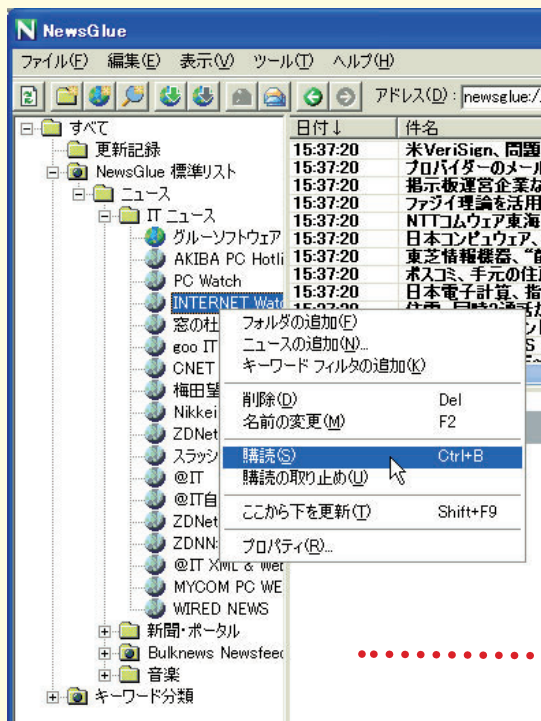 NewsGlue
ファイル(F) 編集(E) 表示(V) ツール(T) ヘルプ(H)
アドレス(D): newsglue:/
すべて
更新記録
NewsGlue 標準リスト
ニュース
IT ニュース
グルーソフトウェア
AKIBA PC Hotli
PC Watch
INTERNET Watc
窓の杜
goo IT
CNET
梅田望
Nikkei
ZDNet
スラッシ
@IT
@IT自
ZDNet
ZDNN:
@IT XML & Web
MYCOM PC WE
WIRED NEWS
新聞・ポータル
Bulknews Newsfeed
音楽
キーワード分類
日付↓ 件名
15:37:20 米VeriSign、問題
15:37:20 プロバイダーのメール
15:37:20 掲示板運営企業な
15:37:20 ファジイ理論を活用
15:37:20 NTTコムウェア東海
15:37:20 日本コンピュウェア、
15:37:20 東芝情報機器、“創
15:37:20 ポスコミ、手元の住所
15:37:20 日本電子計算、指
フォルダの追加(F)
ニュースの追加(N)...
キーワード フィルタの追加(K)
削除(D) Del
名前の変更(M) F2
購読(S) Ctrl+B
購読の取り止め(U)
ここから下を更新(T) Shift+F9
プロパティ(R)...